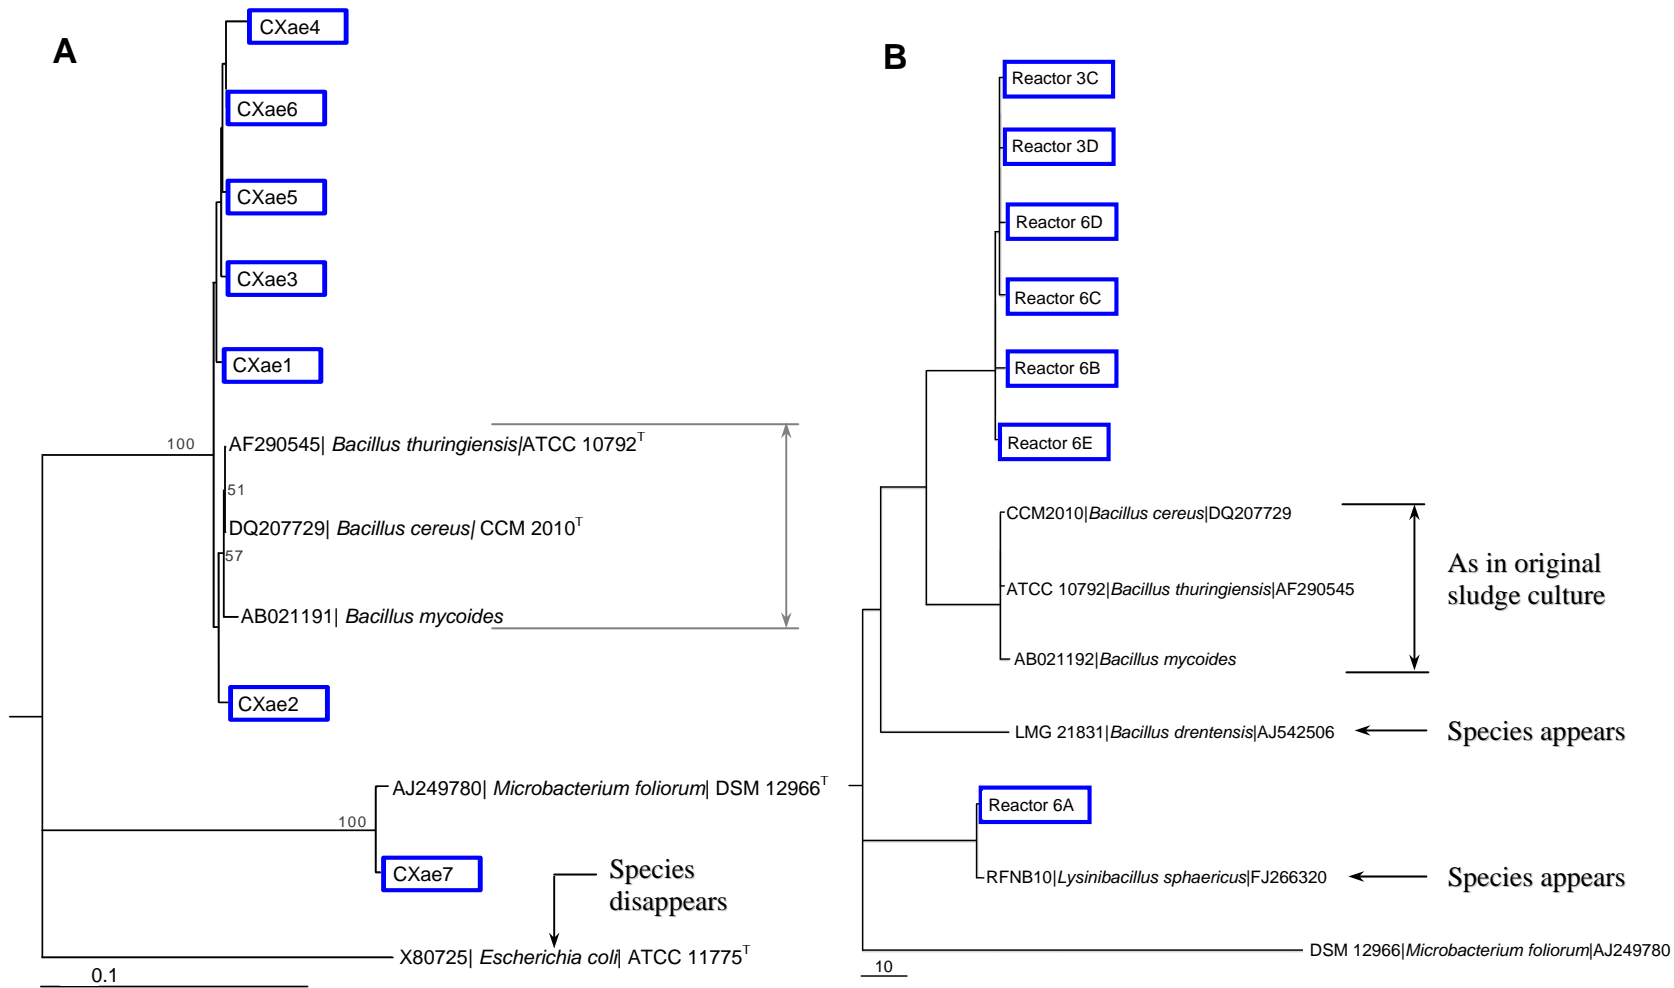 A
CXae4
CXae6
CXae5
CXae3
CXae1
100
AF290545| Bacillus thuringiensis|ATCC 10792T
51
DQ207729| Bacillus cereus| CCM 2010T
57
AB021191| Bacillus mycoides
CXae2
AJ249780| Microbacterium foliorum| DSM 12966T
100
CXae7
Species
disappears
X80725| Escherichia coli| ATCC 11775T
0.1
B
Reactor 3C
Reactor 3D
Reactor 6D
Reactor 6C
Reactor 6B
Reactor 6E
CCM2010|Bacillus cereus|DQ207729
As in original
sludge culture
ATCC 10792|Bacillus thuringiensis|AF290545
AB021192|Bacillus mycoides
LMG 21831|Bacillus drentensis|AJ542506
Species appears
Reactor 6A
RFNB10|Lysinibacillus sphaericus|FJ266320
Species appears
DSM 12966|Microbacterium foliorum|AJ249780
10